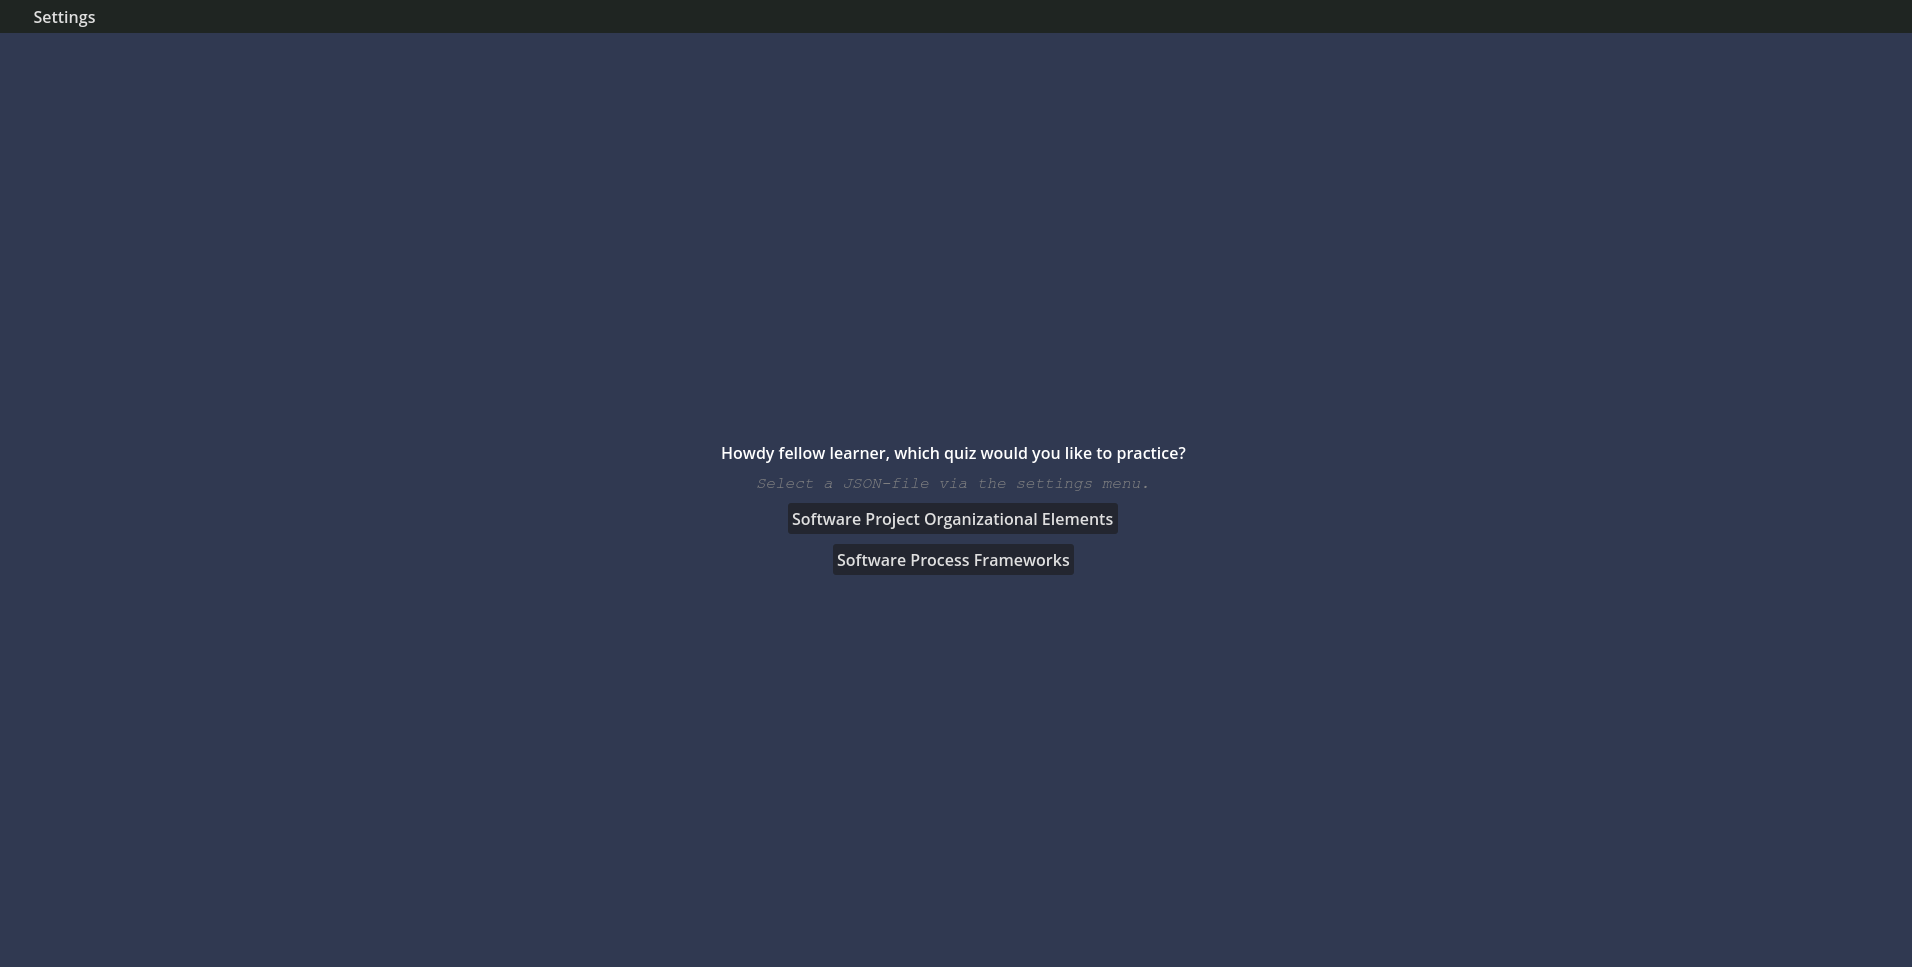 Settings
Howdy fellow learner, which quiz would you like to practice?
Select a JSON-file via the settings menu.
Software Project Organizational Elements
Software Process Frameworks